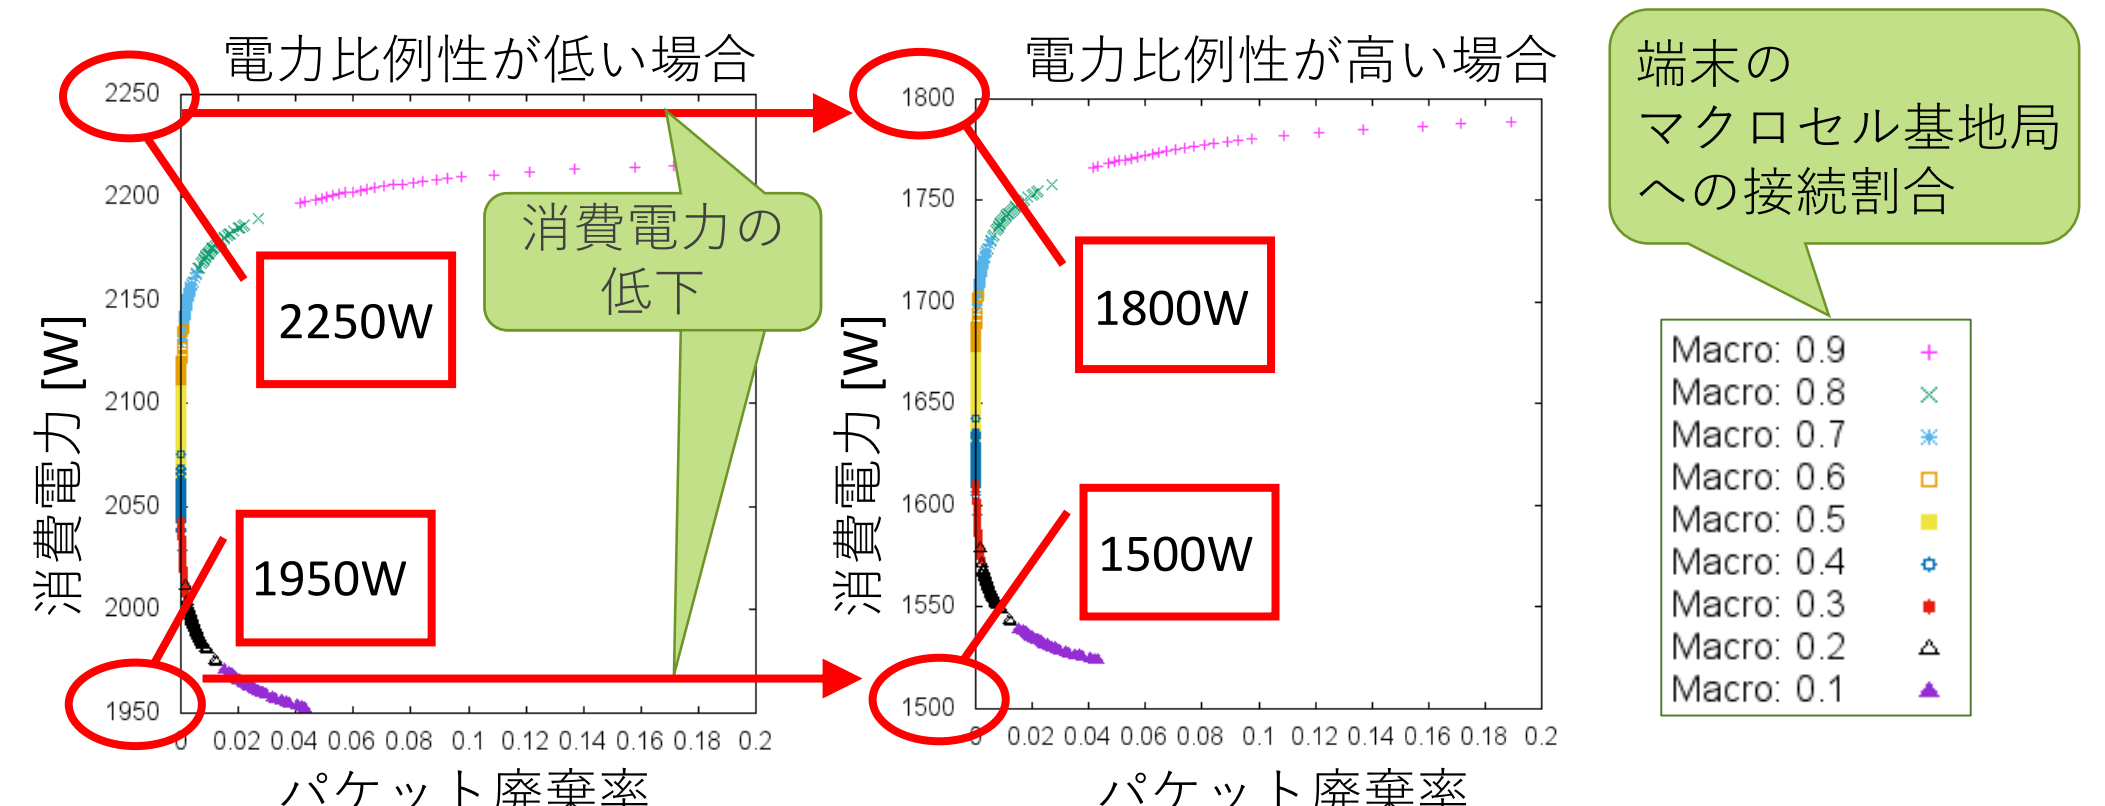 電力比例性が低い場合
2250
2200
2150
2100
2050
2000
1950
0 0.02 0.04 0.06 0.08 0.1 0.12 0.14 0.16 0.18 0.2
消費電力 [W]
パケット廃棄率
2250W
1950W
消費電力の
低下
電力比例性が高い場合
1800
1750
1700
1650
1600
1550
1500
0 0.02 0.04 0.06 0.08 0.1 0.12 0.14 0.16 0.18 0.2
消費電力 [W]
パケット廃棄率
1800W
1500W
端末の
マクロセル基地局
への接続割合
Macro: 0.9
Macro: 0.8
Macro: 0.7
Macro: 0.6
Macro: 0.5
Macro: 0.4
Macro: 0.3
Macro: 0.2
Macro: 0.1